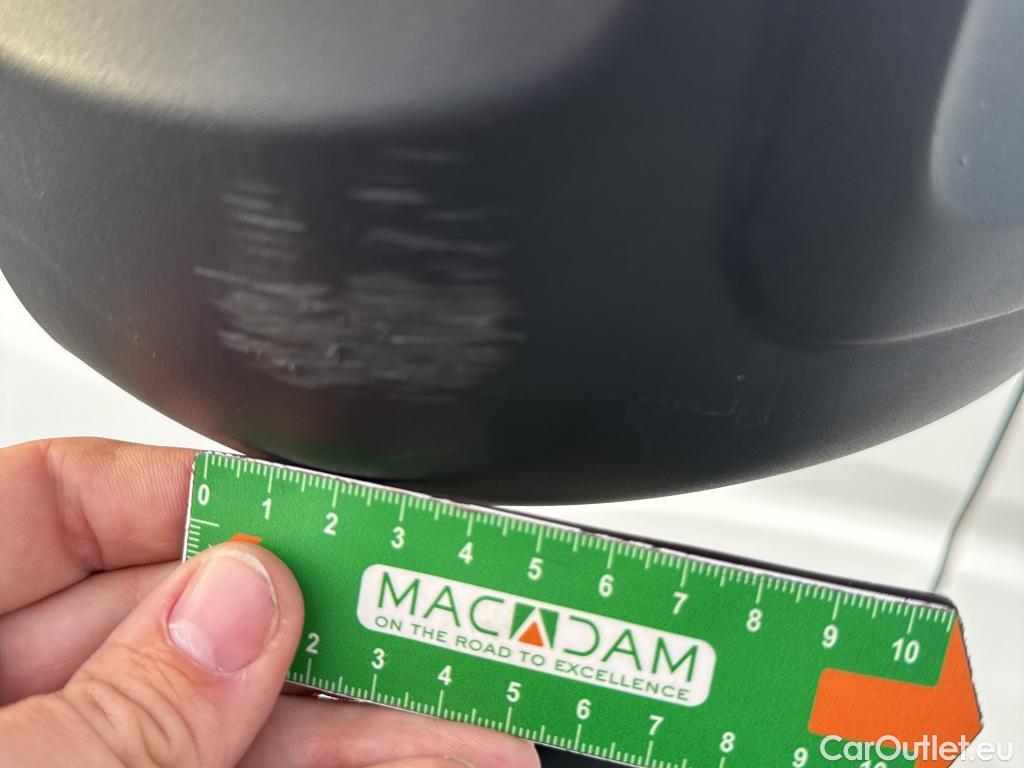 0 1 2 3 4 5 6 7 8 9 10
MACADAM
ON THE ROAD TO EXCELLENCE
2 3 4 5 6 7 8 9 10
CarOutlet.eu